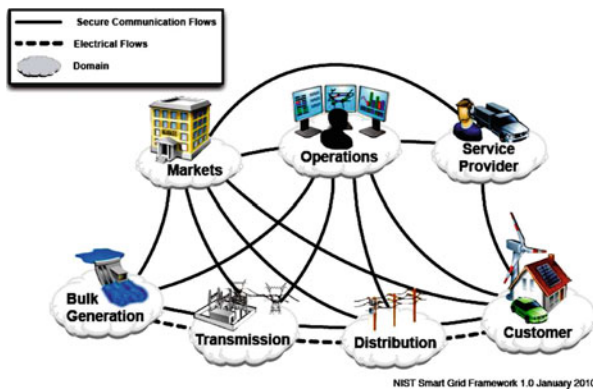 Secure Communication Flows
Electrical Flows
Domain
Markets
Operations
Service
Provider
Bulk
Generation
Transmission
Distribution
Customer
NIST Smart Grid Framework 1.0 January 2010